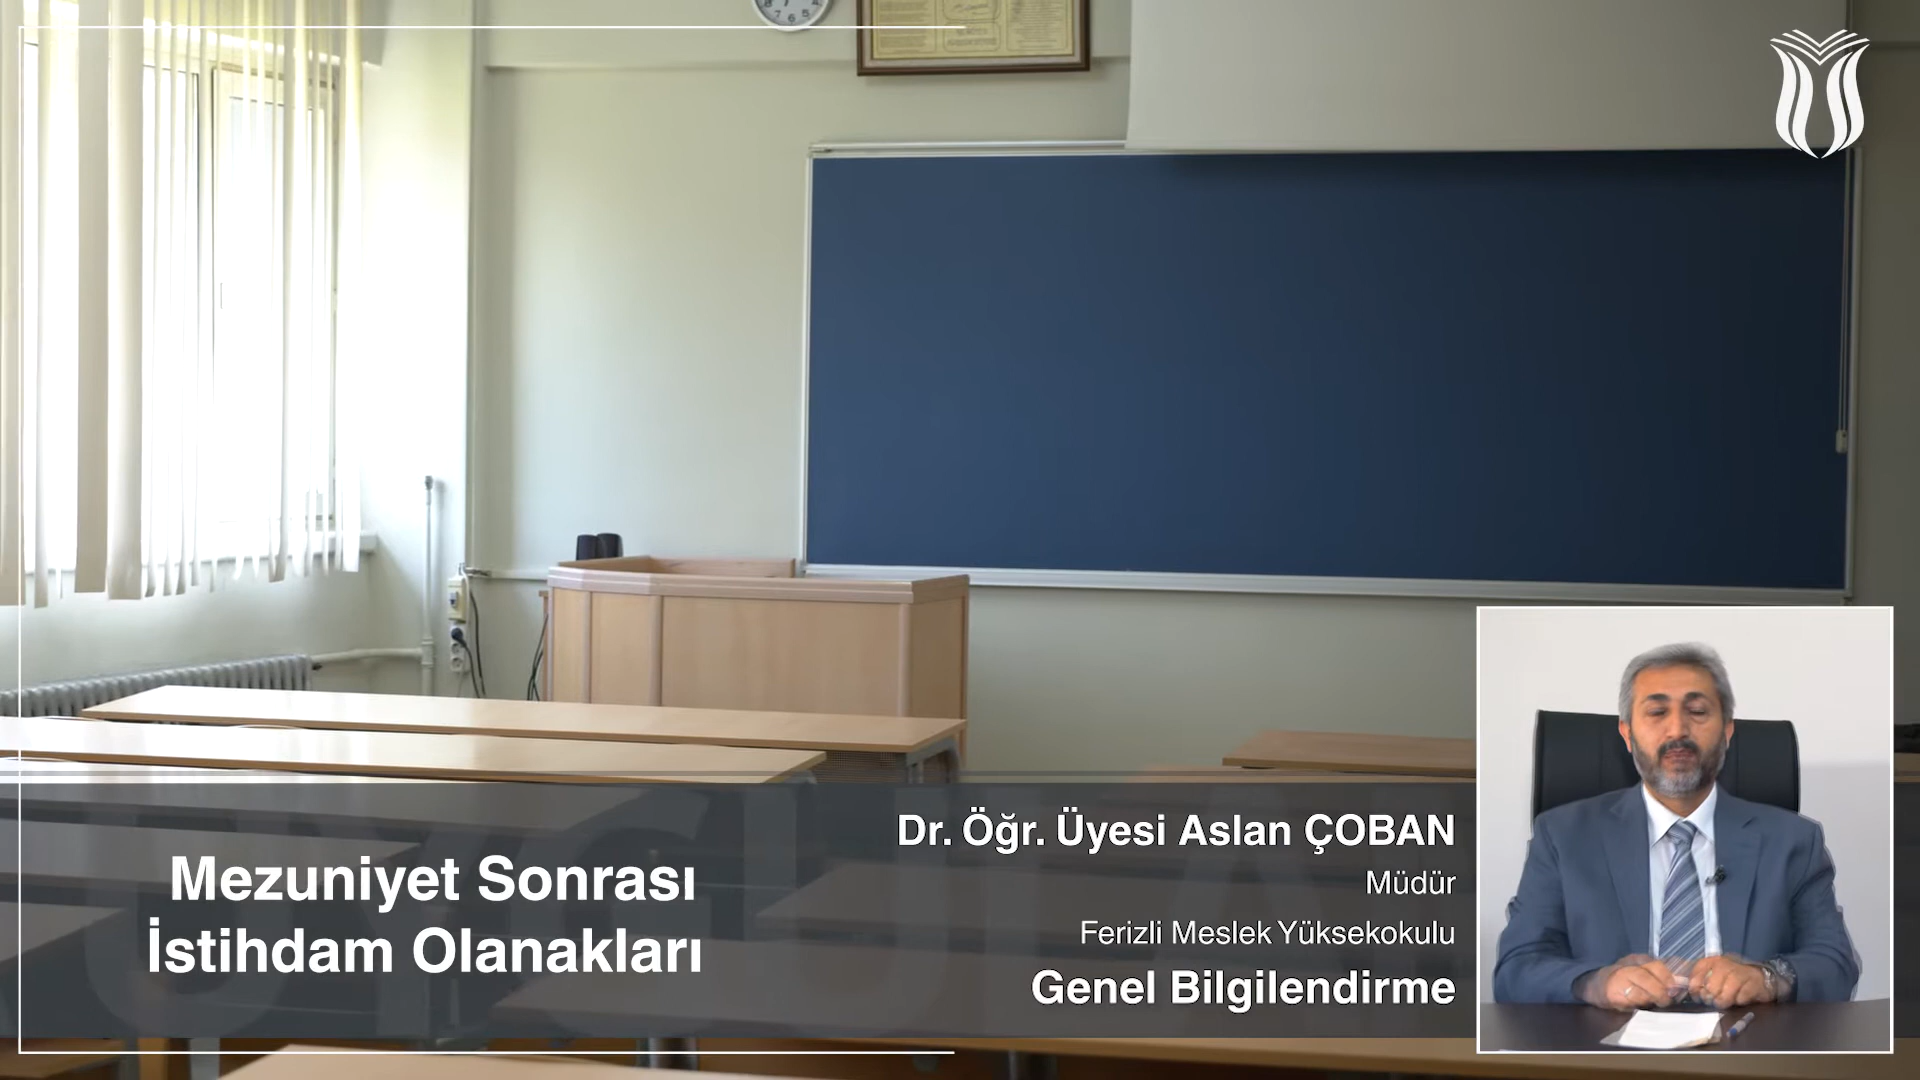 Mezuniyet Sonrası
İstihdam Olanakları
Dr. Öğr. Üyesi Aslan ÇOBAN
Müdür
Ferizli Meslek Yüksekokulu
Genel Bilgilendirme